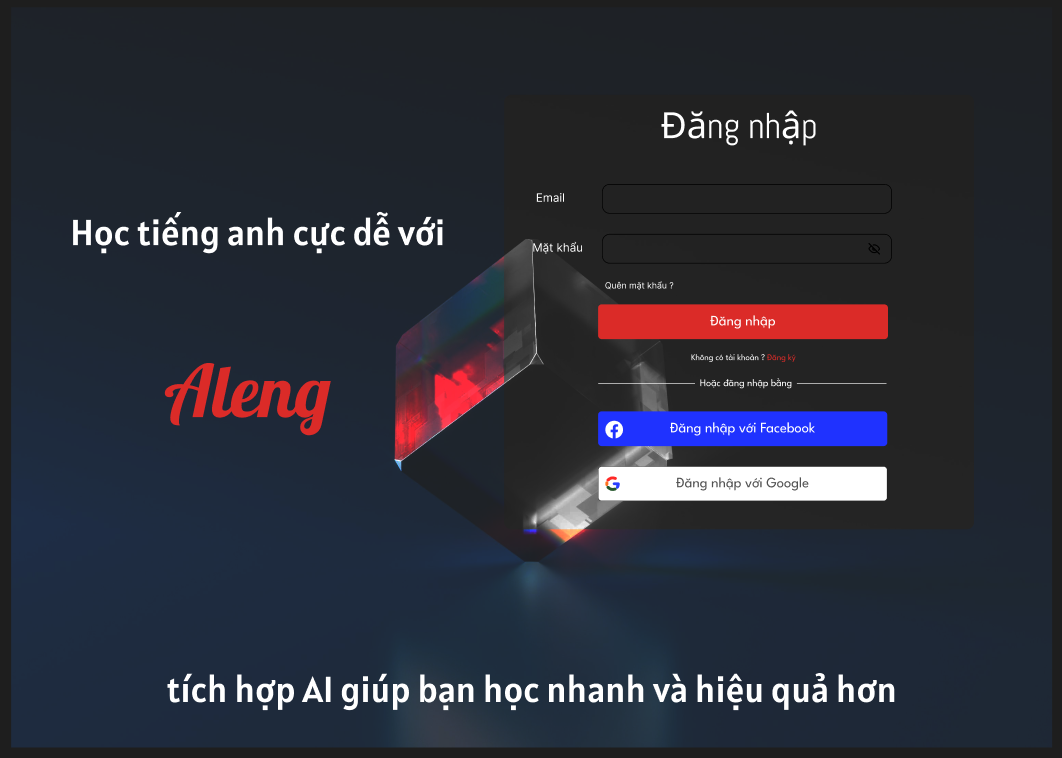 Học tiếng anh cực dễ với
Aleng
Đăng nhập
Email
Mặt khẩu
Quên mặt khẩu ?
Đăng nhập
Không có tài khoản ? Đăng ký
Hoặc đăng nhập bằng
Đăng nhập với Facebook
Đăng nhập với Google
tích hợp AI giúp bạn học nhanh và hiệu quả hơn